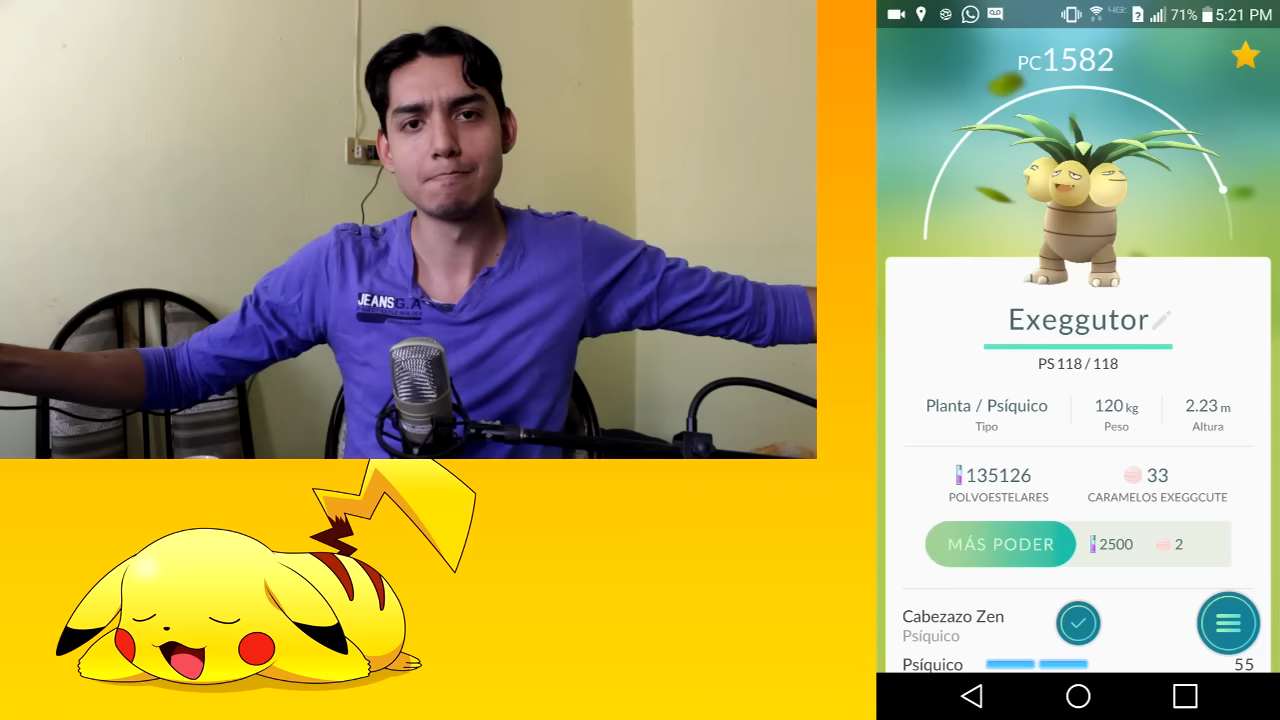 JEANS G.A
4G
71%
5:21 PM
PC1582
Exeggutor
PS 118 / 118
Planta / Psíquico
120 kg
2.23 m
Tipo
Peso
Altura
135126
33
POLVOESTELARES
CARAMELOS EXEGGCUTE
MÁS PODER
2500
2
Cabezazo Zen
Psíquico
Psíquico
55